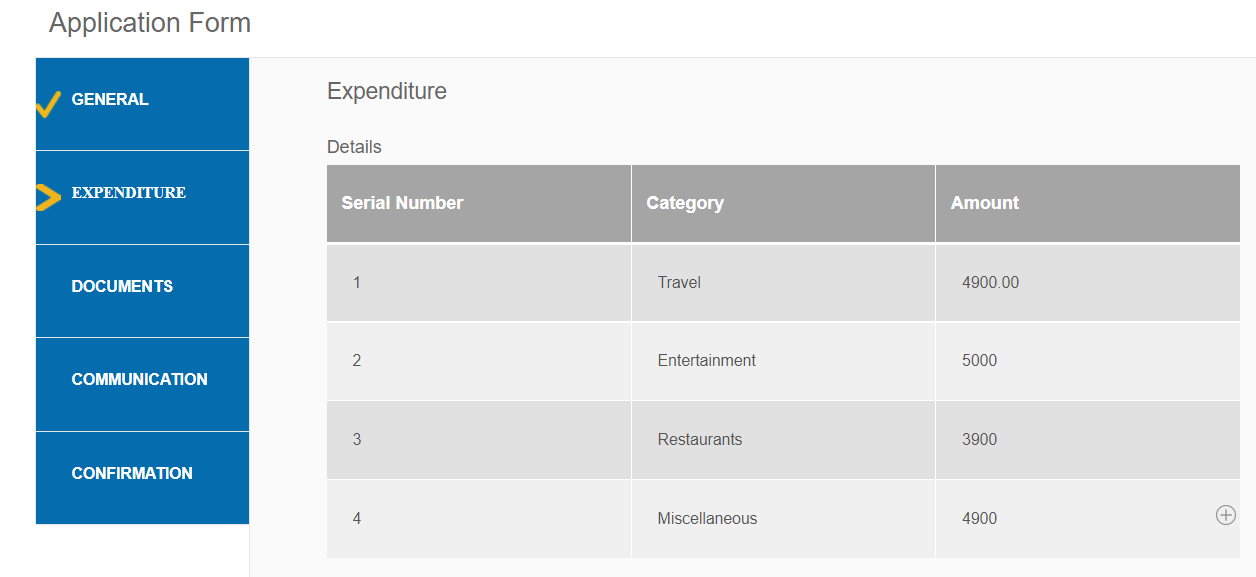 Application Form
GENERAL
EXPENDITURE
DOCUMENTS
COMMUNICATION
CONFIRMATION
Expenditure
Details
Serial Number Category Amount
1 Travel 4900.00
2 Entertainment 5000
3 Restaurants 3900
4 Miscellaneous 4900